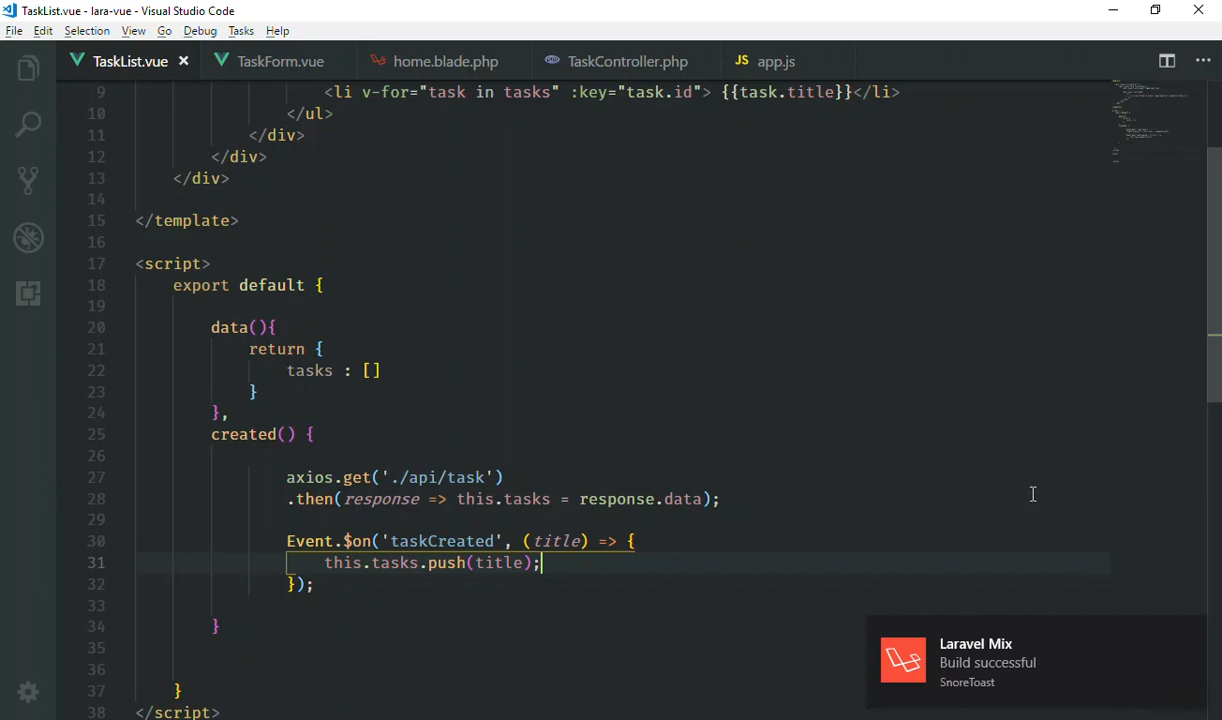 TaskList.vue - lara-vue - Visual Studio Code
File Edit Selection View Go Debug Tasks Help
TaskList.vue TaskForm.vue home.blade.php TaskController.php JS app.js
9 <li v-for="task in tasks" :key="task.id"> {{task.title}}</li>
10 </ul>
11 </div>
12 </div>
13 </div>
14
15 </template>
16
17 <script>
18 export default {
19
20 data(){
21 return {
22 tasks : []
23 }
24 },
25 created() {
26
27 axios.get('./api/task')
28 .then(response => this.tasks = response.data);
29
30 Event.$on('taskCreated', (title) => {
31 this.tasks.push(title);
32 });
33
34 }
35
36
37 }
38 </script>
Laravel Mix
Build successful
SnoreToast